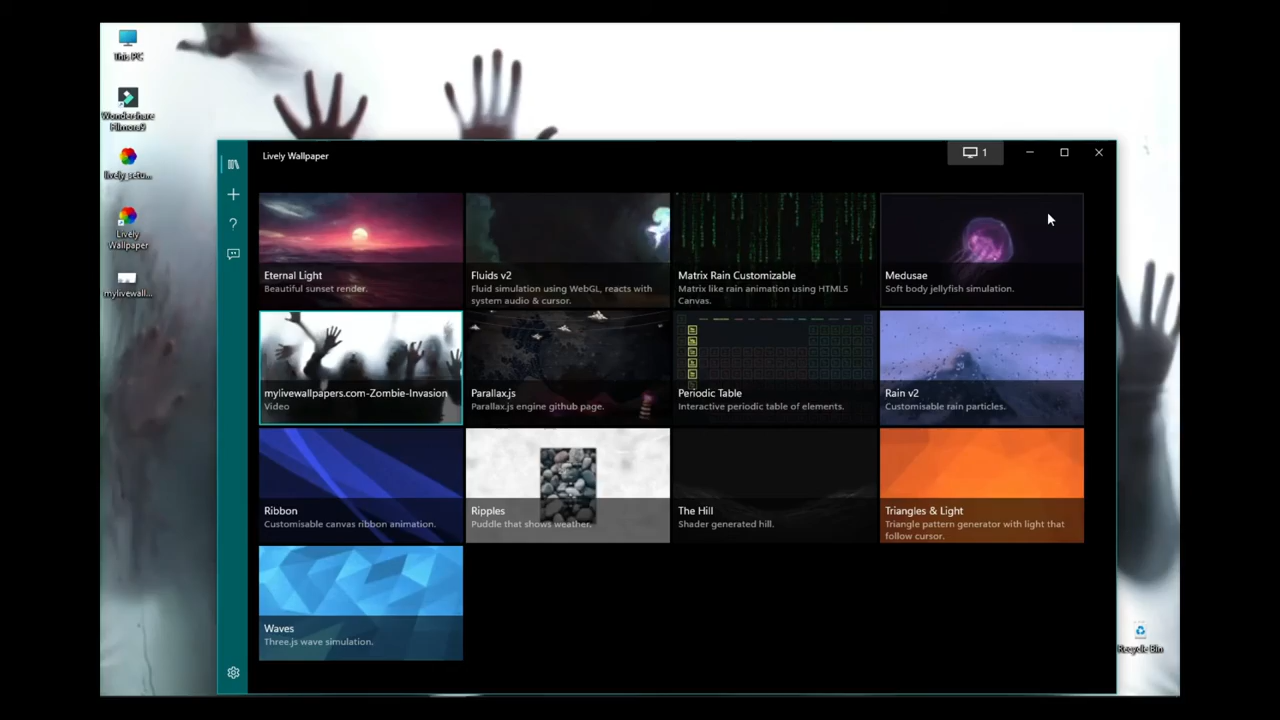 This PC
Wondershare
Filmora9
lively_setu...
Lively
Wallpaper
mylivewall...
Lively Wallpaper
1
Eternal Light
Beautiful sunset render.
Fluids v2
Fluid simulation using WebGL, reacts with
system audio & cursor.
Matrix Rain Customizable
Matrix like rain animation using HTML5
Canvas.
Medusae
Soft body jellyfish simulation.
mylivewallpapers.com-Zombie-Invasion
Video
Parallax.js
Parallax.js engine github page.
Periodic Table
Interactive periodic table of elements.
Rain v2
Customisable rain particles.
Ribbon
Customisable canvas ribbon animation.
Ripples
Puddle that shows weather.
The Hill
Shader generated hill.
Triangles & Light
Triangle pattern generator with light that
follow cursor.
Waves
Three.js wave simulation.
Recycle Bin